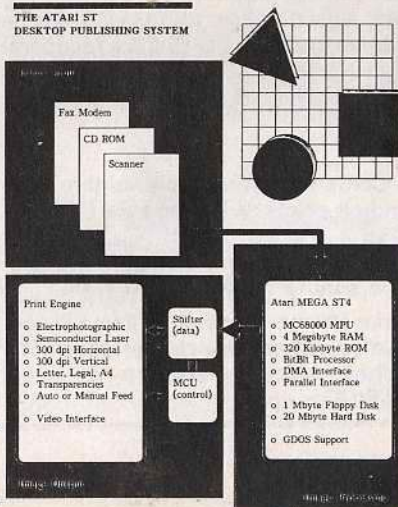 THE ATARI ST
DESKTOP PUBLISHING SYSTEM
Fax Modem
CD ROM
Scanner
Print Engine
o Electrophotographic
o Semiconductor Laser
o 300 dpi Horizontal
o 300 dpi Vertical
o Letter, Legal, A4
o Transparencies
o Auto or Manual Feed
o Video Interface
Shifter
(data)
MCU
(control)
Atari MEGA ST4
o MC68000 MPU
o 4 Megabyte RAM
o 320 Kilobyte ROM
o BitBlt Processor
o DMA Interface
o Parallel Interface
o 1 Mbyte Floppy Disk
o 20 Mbyte Hard Disk
o GDOS Support
Image Output